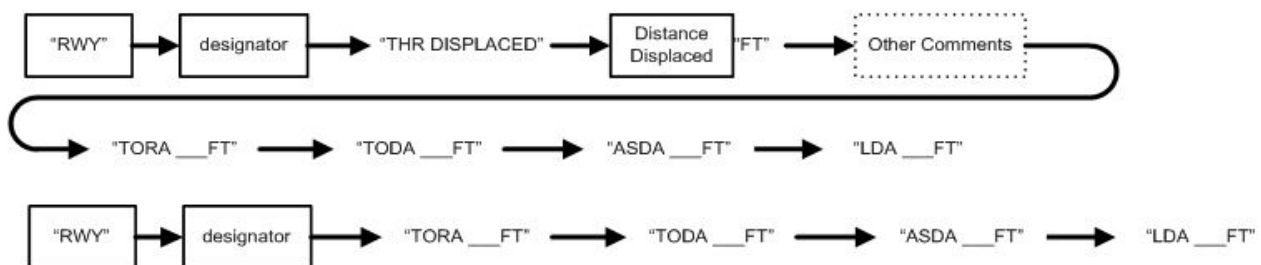 “RWY” designator “THR DISPLACED” Distance Displaced “FT” Other Comments
“TORA ___FT” “TODA ___FT” “ASDA ___FT” “LDA ___FT”
“RWY” designator “TORA ___FT” “TODA ___FT” “ASDA ___FT” “LDA ___FT”